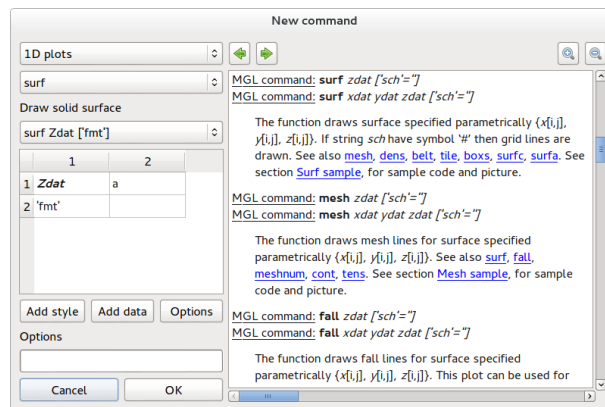 New command
1D plots
surf
Draw solid surface
surf Zdat ['fmt']
1 2
1 Zdat a
2 'fmt'
Add style Add data Options
Options
Cancel OK
MGL command: surf zdat ['sch'='']
MGL command: surf xdat ydat zdat ['sch'='']
The function draws surface specified parametrically {x[i,j],
y[i,j], z[i,j]}. If string sch have symbol '#' then grid lines are
drawn. See also mesh, dens, belt, tile, boxs, surfc, surfa. See
section Surf sample, for sample code and picture.
MGL command: mesh zdat ['sch'='']
MGL command: mesh xdat ydat zdat ['sch'='']
The function draws mesh lines for surface specified
parametrically {x[i,j], y[i,j], z[i,j]}. See also surf, fall,
meshnum, cont, tens. See section Mesh sample, for sample
code and picture.
MGL command: fall zdat ['sch'='']
MGL command: fall xdat ydat zdat ['sch'='']
The function draws fall lines for surface specified
parametrically {x[i,j], y[i,j], z[i,j]}. This plot can be used for